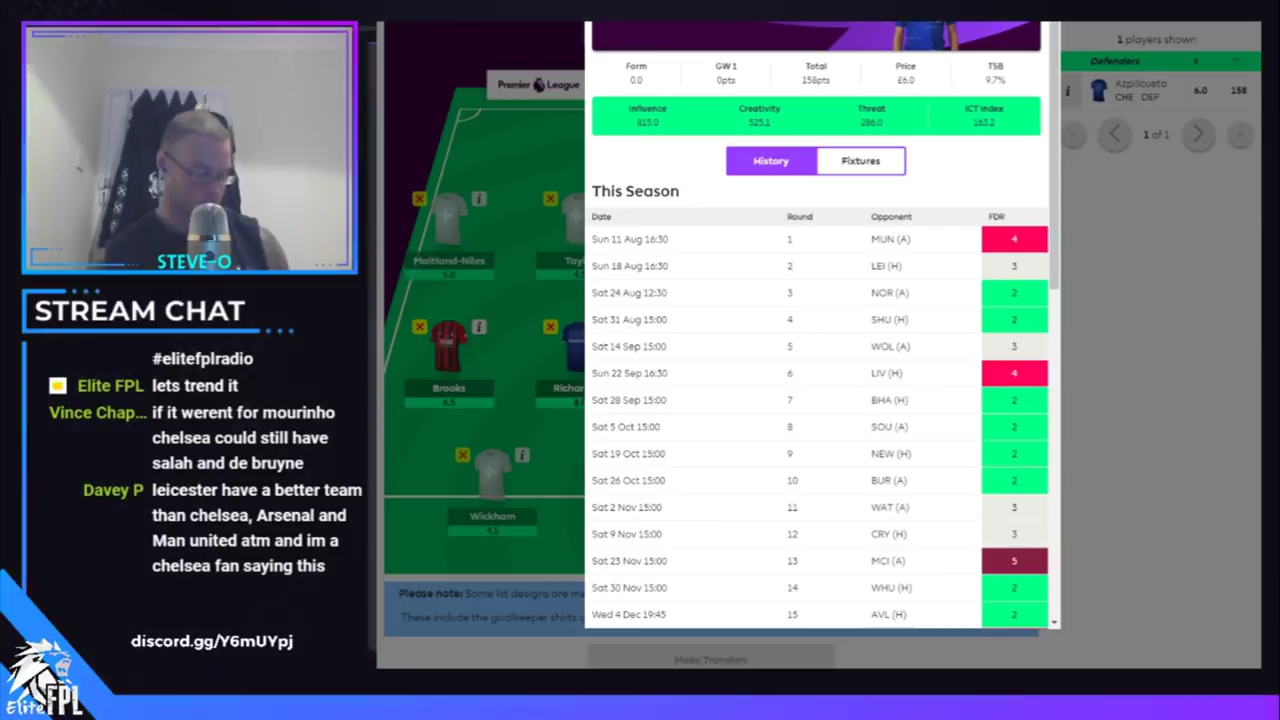 STEVE-O
STREAM CHAT
#elitefplradio
Elite FPL lets trend it
Vince Chap... if it werent for mourinho
chelsea could still have
salah and de bruyne
Davey P leicester have a better team
than chelsea, Arsenal and
Man united atm and im a
chelsea fan saying this
discord.gg/Y6mUYpj
Elite FPL
Premier League
Maitland-Niles
5.0
Brooks
6.5
Wickham
4.5
Please note: Some kit designs are
These include the goalkeeper shirts
Make Transfers
Form GW 1 Total Price TSB
0.0 0pts 158pts £6.0 9.7%
Influence Creativity Threat ICT Index
815.0 525.1 286.0 163.2
History Fixtures
This Season
Date Round Opponent FDR
Sun 11 Aug 16:30 1 MUN (A) 4
Sun 18 Aug 16:30 2 LEI (H) 3
Sat 24 Aug 12:30 3 NOR (A) 2
Sat 31 Aug 15:00 4 SHU (H) 2
Sat 14 Sep 15:00 5 WOL (A) 3
Sun 22 Sep 16:30 6 LIV (H) 4
Sat 28 Sep 15:00 7 BHA (H) 2
Sat 5 Oct 15:00 8 SOU (A) 2
Sat 19 Oct 15:00 9 NEW (H) 2
Sat 26 Oct 15:00 10 BUR (A) 2
Sat 2 Nov 15:00 11 WAT (A) 3
Sat 9 Nov 15:00 12 CRY (H) 3
Sat 23 Nov 15:00 13 MCI (A) 5
Sat 30 Nov 15:00 14 WHU (H) 2
Wed 4 Dec 19:45 15 AVL (H) 2
1 players shown
Defenders
Azpilicueta
CHE DEF 6.0 158
1 of 1